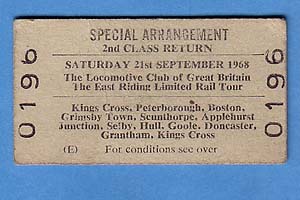 SPECIAL ARRANGEMENT
2nd CLASS RETURN
SATURDAY 21st SEPTEMBER 1968
The Locomotive Club of Great Britain
The East Riding Limited Rail Tour
Kings Cross, Peterborough, Boston,
Grimsby Town, Scunthorpe, Applehurst
Junction, Selby, Hull, Goole, Doncaster,
Grantham, Kings Cross
(E) For conditions see over
0196
0196